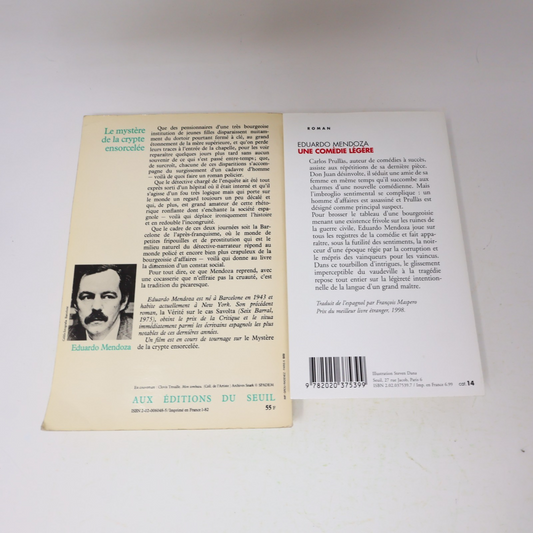 Le mystère
de la crypte
ensorcelée
Que des pensionnaires d'une très bourgeoise
institution de jeunes filles disparaissent nuitam-
ment du dortoir pourtant fermé à clé, au grand
étonnement de la mère supérieure, et qu'on perde
leurs traces à l'entrée de la chapelle, pour les voir
reparaître quelques jours plus tard sans aucun
souvenir de ce qui s'est passé entre-temps; que,
de surcroît, chacune de ces disparitions s'accom-
pagne du surgissement d'un cadavre d'homme
— voilà de quoi faire un roman policier.
Que le détective chargé de l'enquête ait été tout
exprès sorti d'un hôpital où il était interné et qu'il
s'agisse d'un fou très logique mais qui porte sur
le monde un regard toujours un peu décalé et
qui, de plus, est grand amateur de cette rhéto-
rique ronflante dont s'enchante la société espa-
gnole — voilà qui déplace ironiquement l'histoire
et en redouble l'incongruité.
Que le cadre de ces deux journées soit la Bar-
celone de l'après-franquisme, où le monde de
petites fripouilles et de prostitution qui est le
milieu naturel du détective-narrateur répond au
monde policé et encore bien plus crapuleux de la
bourgeoisie d'affaires — voilà qui donne au livre
la dimension d'un constat social.
Pour tout dire, ce que Mendoza reprend, avec
une cocasserie que n'effraie pas la cruauté, c'est
la tradition du picaresque.
Eduardo Mendoza est né à Barcelone en 1943 et
habite actuellement à New York. Son précédent
roman, la Vérité sur le cas Savolta (Seix Barral,
1975), obtint le prix de la Critique et le situa
immédiatement parmi les écrivains espagnols les plus
notables de ces dernières années.
Un film est en cours de tournage sur le Mystère
de la crypte ensorcelée.
Eduardo Mendoza
AUX ÉDITIONS DU SEUIL
55 F
ROMAN
EDUARDO MENDOZA
UNE COMÉDIE LÉGÈRE
Carlos Prullàs, auteur de comédies à succès,
assiste aux répétitions de sa dernière pièce.
Don Juan désinvolte, il séduit une amie de sa
femme en même temps qu'il succombe aux
charmes d'une nouvelle comédienne. Mais
l'imbroglio sentimental se complique : un
homme d'affaires est assassiné et Prullàs est
désigné comme principal suspect.
Pour brosser le tableau d'une bourgeoisie
menant une existence frivole sur les ruines de
la guerre civile, Eduardo Mendoza joue sur
tous les registres de la comédie et fait appa-
raître, sous la futilité des sentiments, la noir-
ceur d'une époque régie par la corruption et
le mépris des vainqueurs pour les vaincus.
Dans ce tourbillon d'intrigues, le glissement
imperceptible du vaudeville à la tragédie
repose tout entier sur la légèreté intention-
nelle de la langue d'un grand maître.
Traduit de l'espagnol par François Maspero
Prix du meilleur livre étranger. 1998.
9 782020 375399
Seuil, 27 rue Jacob, Paris 6
cat 14